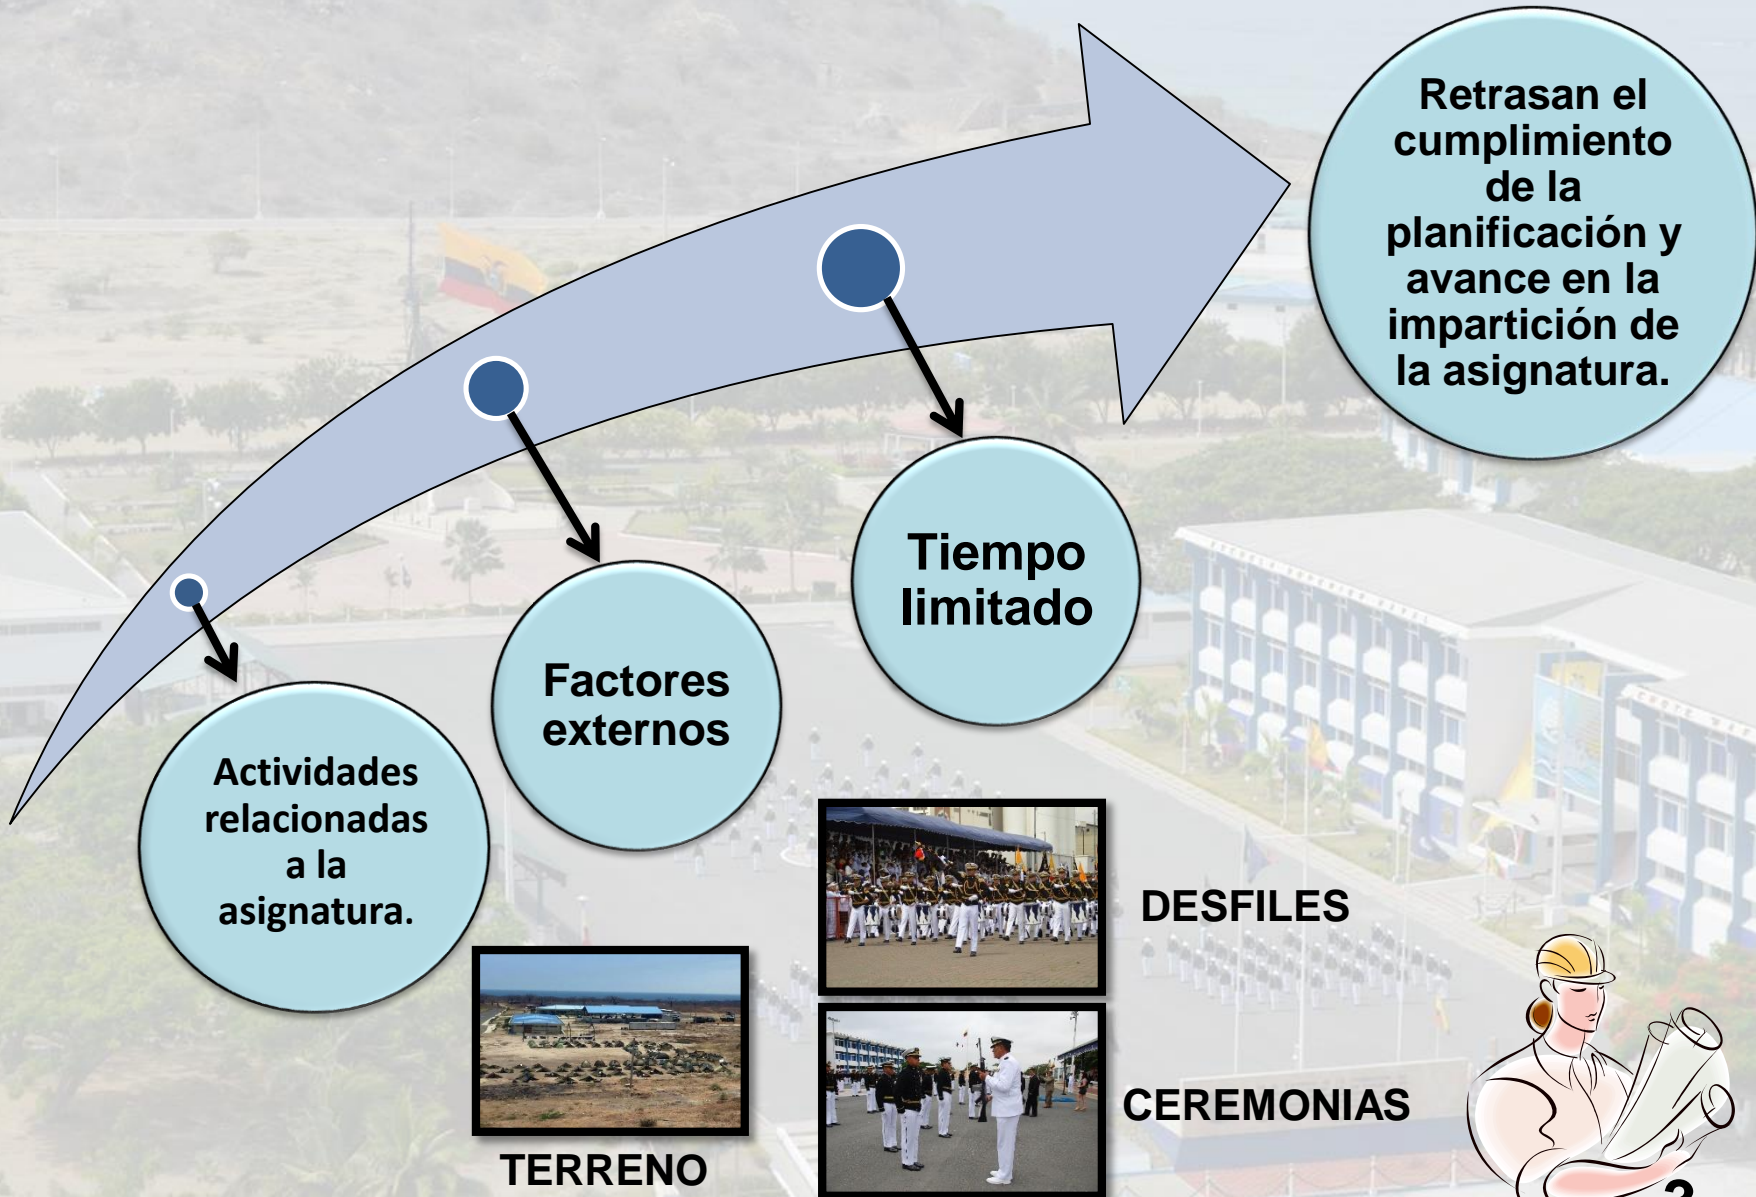 Retrasan el
cumplimiento
de la
planificación y
avance en la
impartición de
la asignatura.
Tiempo
limitado
Factores
externos
Actividades
relacionadas
a la
asignatura.
DESFILES
CEREMONIAS
TERRENO